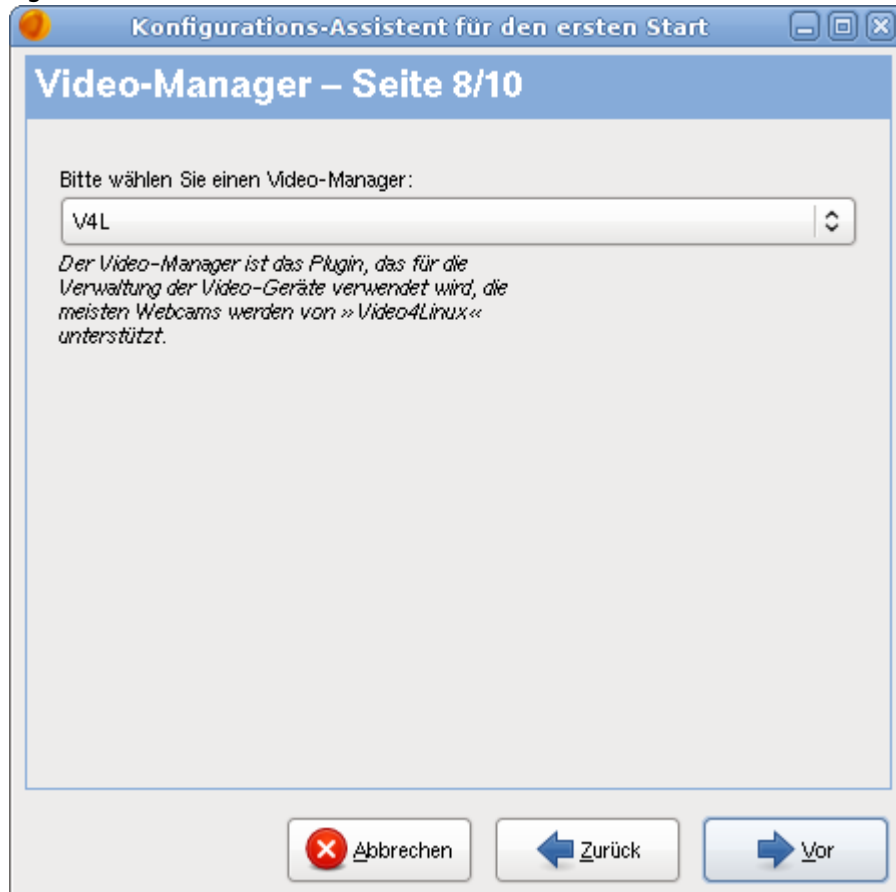 Konfigurations-Assistent für den ersten Start
Video-Manager – Seite 8/10
Bitte wählen Sie einen Video-Manager:
V4L
Der Video-Manager ist das Plugin, das für die
Verwaltung der Video-Geräte verwendet wird, die
meisten Webcams werden von »Video4Linux«
unterstützt.
Abbrechen
Zurück
Vor